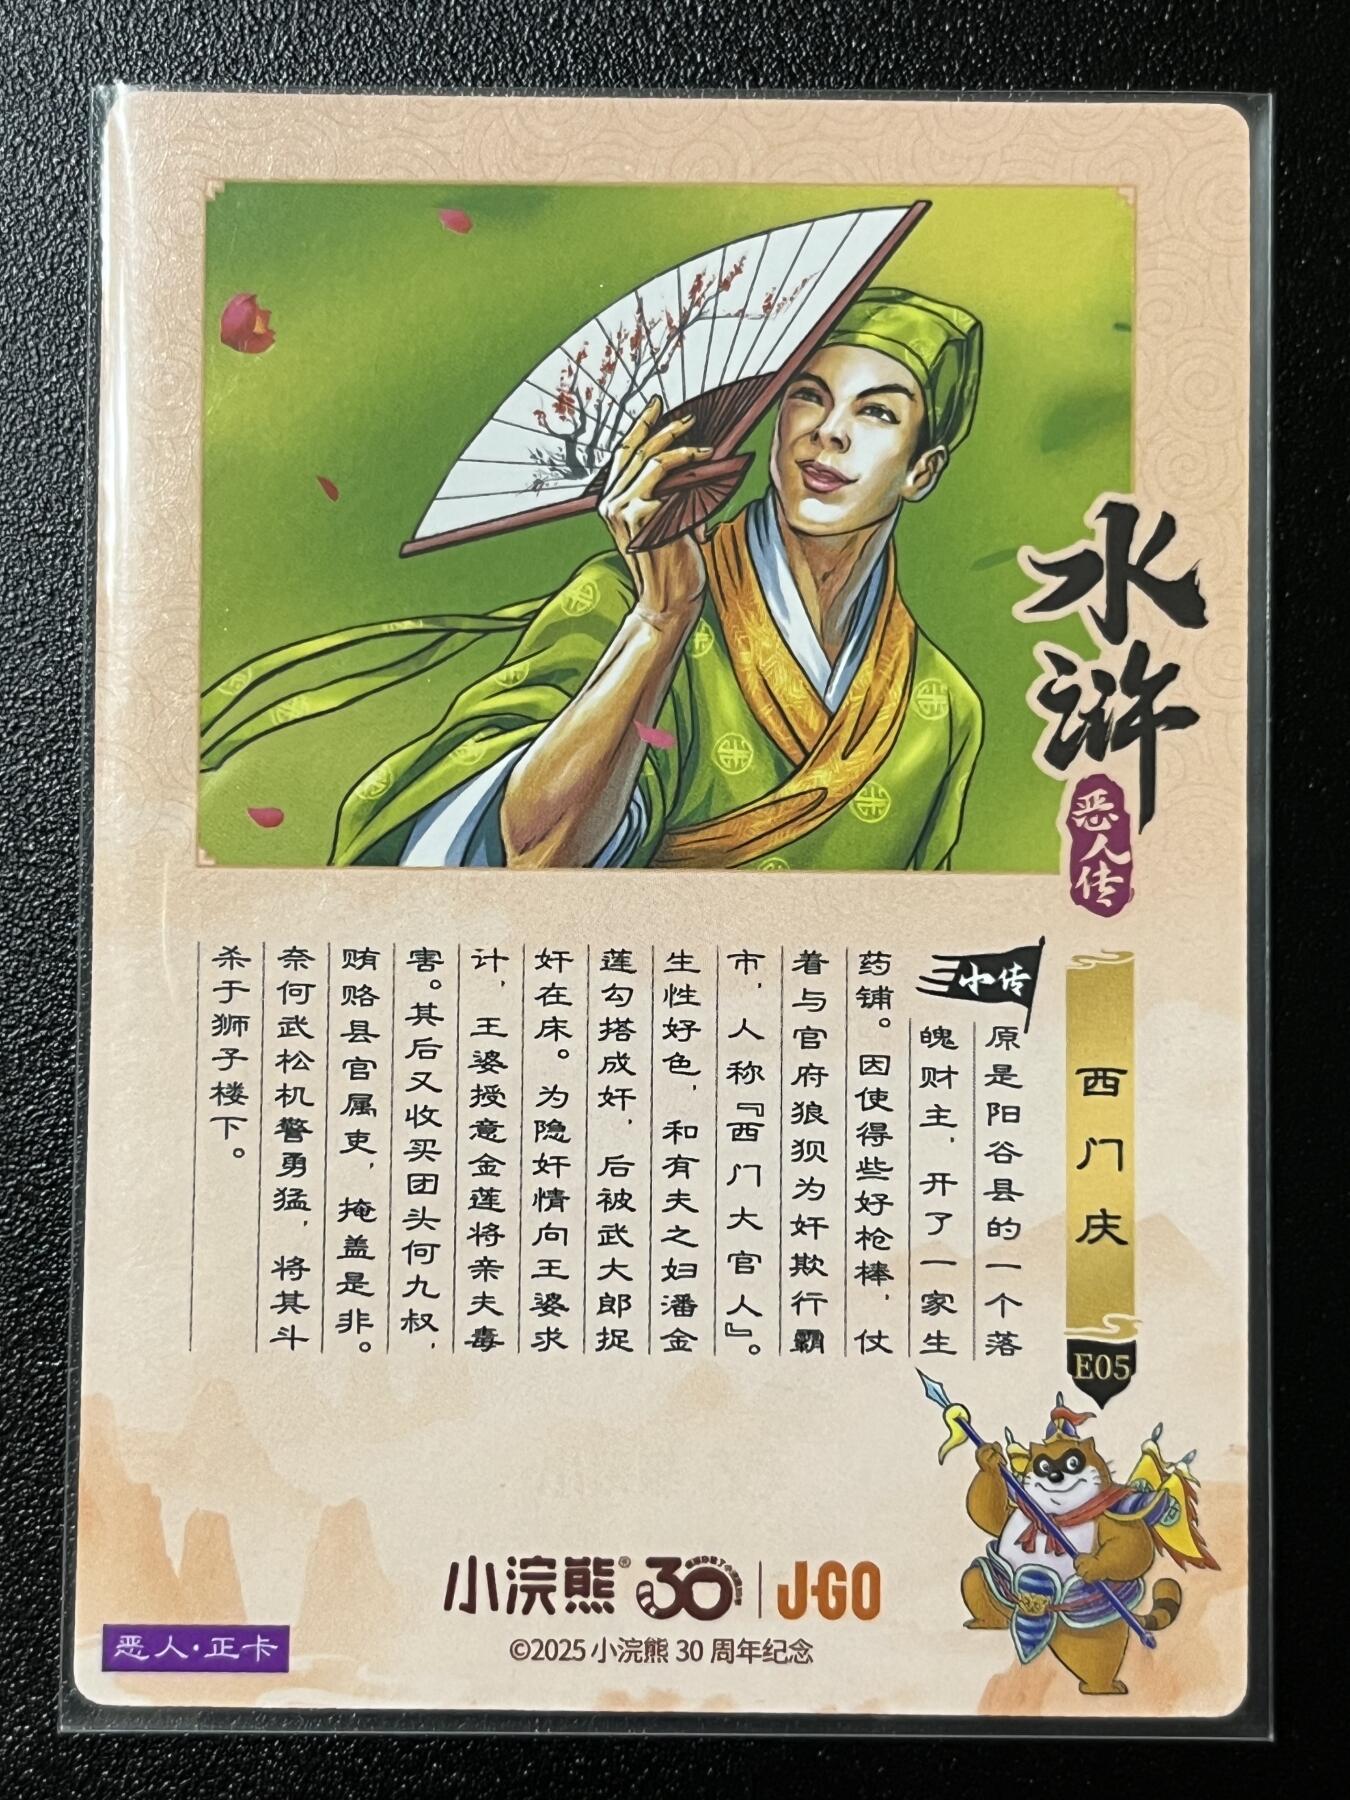 水浒
恶人传
西门庆
E05
小传
原是阳谷县的一个落
魄财主，开了一家生
药铺。因使得些好枪棒，仗
着与官府狼狈为奸欺行霸
市，人称『西门大官人』。
生性好色，和有夫之妇潘金
莲勾搭成奸，后被武大郎捉
奸在床。为隐奸情向王婆求
计，王婆授意金莲将亲夫毒
害。其后又收买团头何九叔，
贿赂县官属吏，掩盖是非。
奈何武松机警勇猛，将其斗
杀于狮子楼下。
小浣熊® 30 | J-GO
©2025 小浣熊 30 周年纪念
恶人·正卡